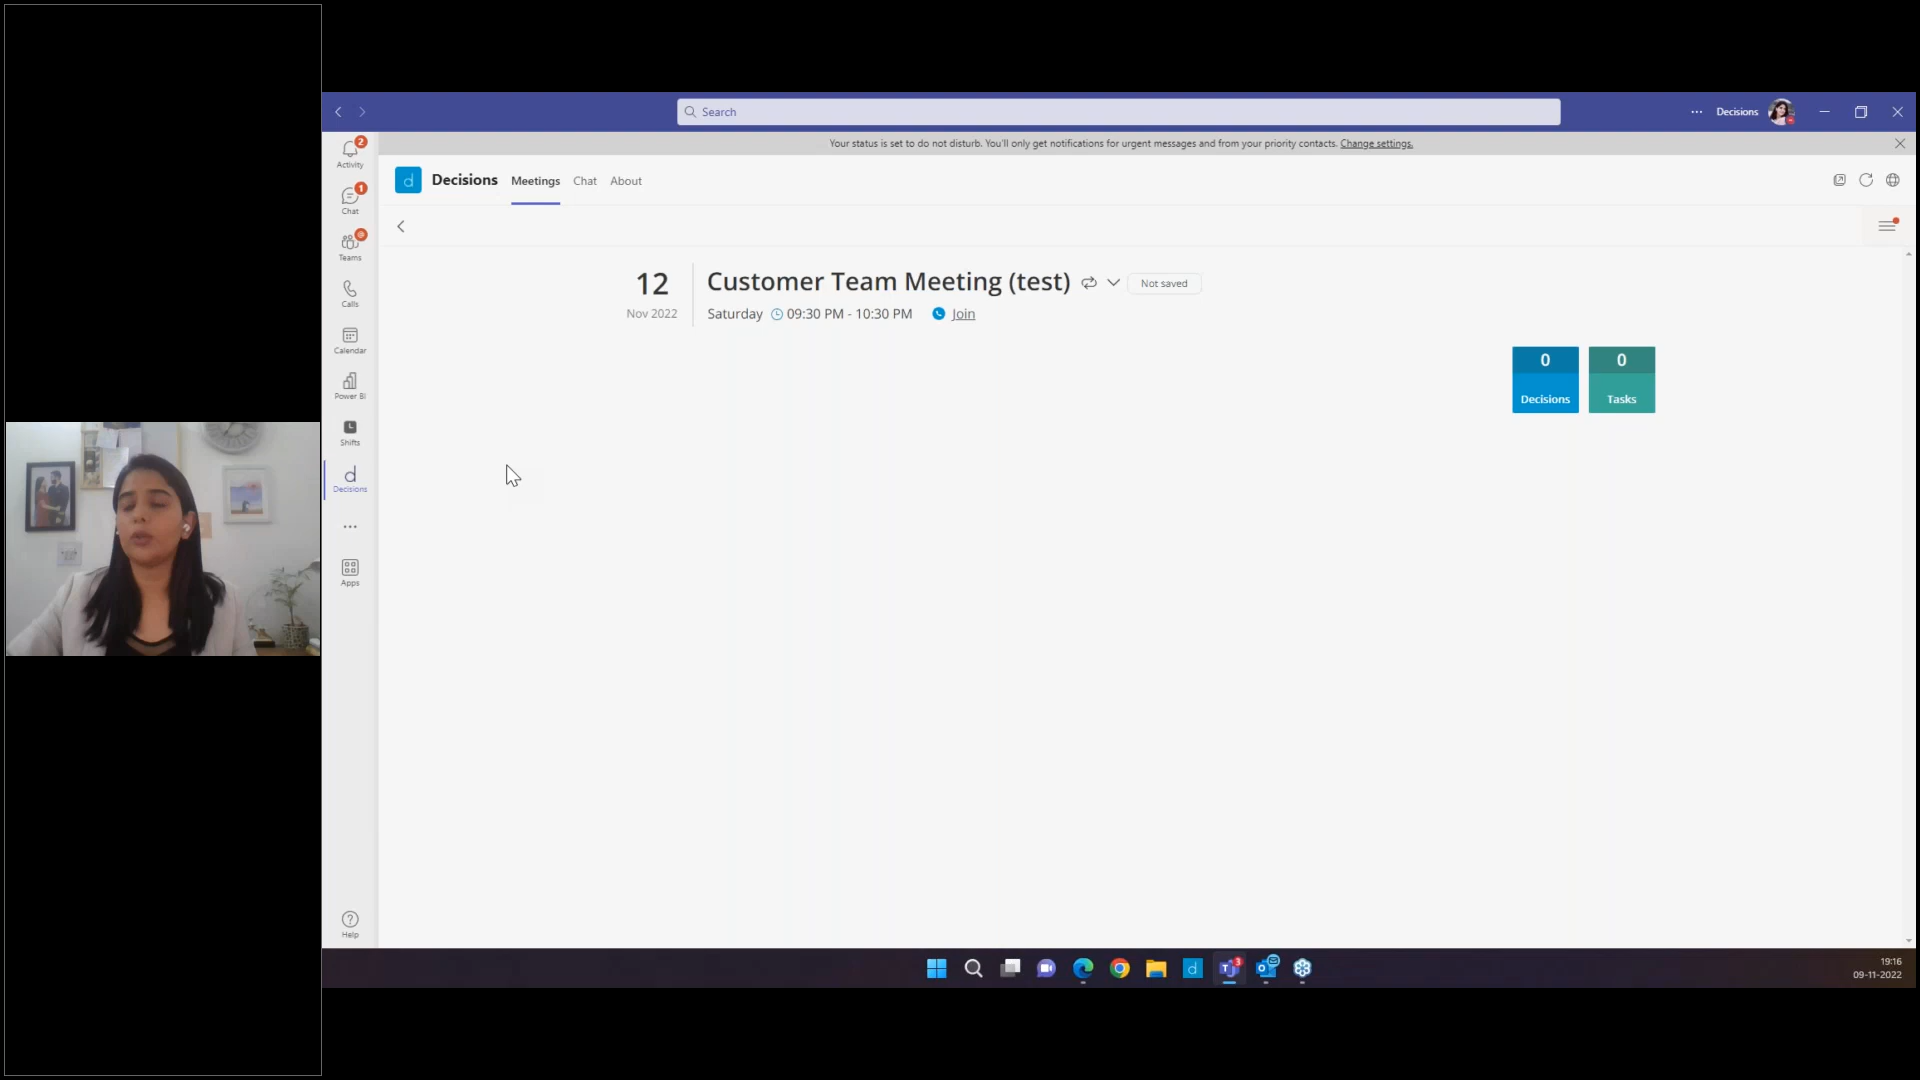 Search
Decisions
Your status is set to do not disturb. You'll only get notifications for urgent messages and from your priority contacts. Change settings.
2
Activity
1
Chat
Teams
Calls
Calendar
Power BI
Shifts
Decisions
Apps
Help
d Decisions Meetings Chat About
12
Nov 2022
Customer Team Meeting (test)
Not saved
Saturday 09:30 PM - 10:30 PM Join
0
Decisions
0
Tasks
3
19:16
09-11-2022